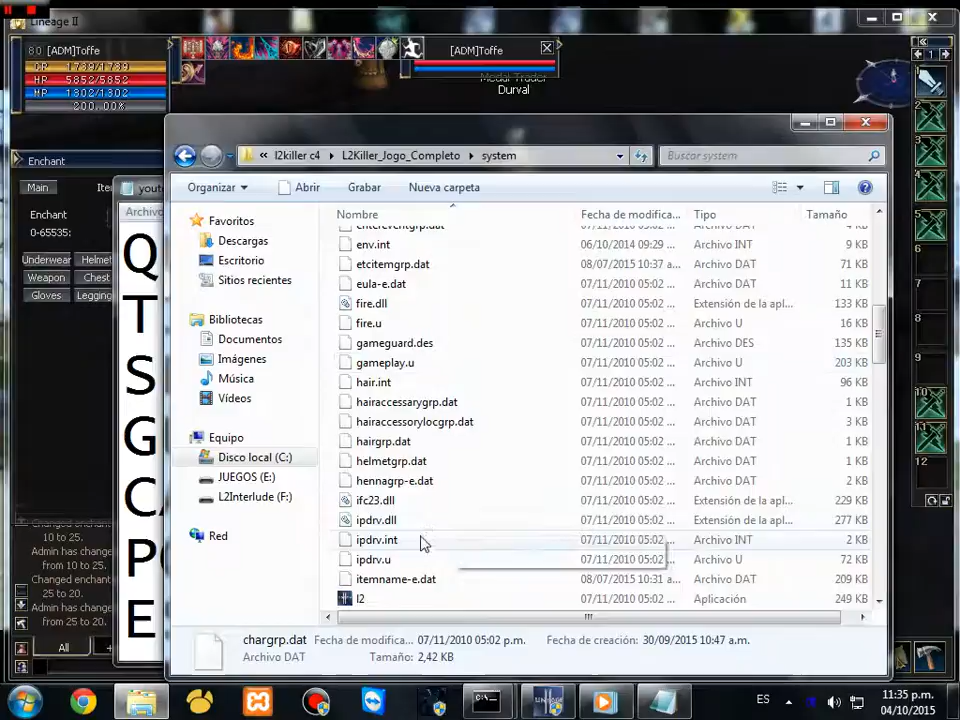 Lineage II
80 [ADM]Toffe
CP 1739/1739
HP 5852/5852
MP 1302/1302
200.00%
[ADM]Toffe
Medal Trader
Durval
1
Enchant
Main
Enchant
0-65535:
Underwear
Helmet
Weapon
Chest
Gloves
Legging
Archivo
Q
T
S
G
E
10 to 25.
Admin has changed
from 10 to 25.
Changed enchant
25 to 20.
Admin has changed
from 25 to 20.
All
l2killer c4
L2Killer_Jogo_Completo
system
Buscar system
Organizar
Abrir
Grabar
Nueva carpeta
Favoritos
Descargas
Escritorio
Sitios recientes
Bibliotecas
Documentos
Imágenes
Música
Vídeos
Equipo
Disco local (C:)
JUEGOS (E:)
L2Interlude (F:)
Red
Nombre Fecha de modifica... Tipo Tamaño
env.int 06/10/2014 09:29 ... Archivo INT 9 KB
etcitemgrp.dat 08/07/2015 10:37 a... Archivo DAT 71 KB
eula-e.dat 07/11/2010 05:02 ... Archivo DAT 11 KB
fire.dll 07/11/2010 05:02 ... Extensión de la apl... 133 KB
fire.u 07/11/2010 05:02 ... Archivo U 16 KB
gameguard.des 07/11/2010 05:02 ... Archivo DES 135 KB
gameplay.u 07/11/2010 05:02 ... Archivo U 203 KB
hair.int 07/11/2010 05:02 ... Archivo INT 96 KB
hairaccessarygrp.dat 07/11/2010 05:02 ... Archivo DAT 1 KB
hairaccessorylocgrp.dat 07/11/2010 05:02 ... Archivo DAT 3 KB
hairgrp.dat 07/11/2010 05:02 ... Archivo DAT 1 KB
helmetgrp.dat 07/11/2010 05:02 ... Archivo DAT 1 KB
hennagrp-e.dat 07/11/2010 05:02 ... Archivo DAT 1 KB
ifc23.dll 07/11/2010 05:02 ... Extensión de la apl... 229 KB
ipdrv.dll 07/11/2010 05:02 ... Extensión de la apl... 277 KB
ipdrv.int 07/11/2010 05:02 ... Archivo INT 2 KB
ipdrv.u 07/11/2010 05:02 ... Archivo U 72 KB
itemname-e.dat 08/07/2015 10:31 a... Archivo DAT 209 KB
l2 07/11/2010 05:02 ... Aplicación 249 KB
chargrp.dat Fecha de modifica... 07/11/2010 05:02 p.m. Fecha de creación: 30/09/2015 10:47 a.m.
Archivo DAT Tamaño: 2,42 KB
2
3
4
5
6
7
8
9
10
11
12
ES
11:35 p.m.
04/10/2015